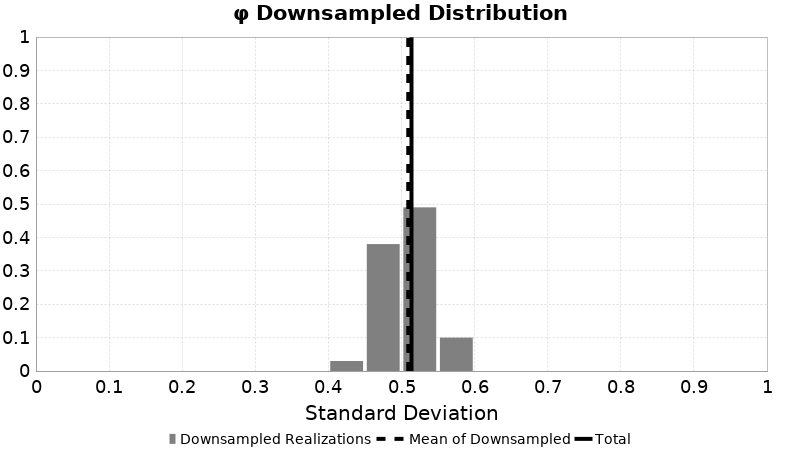 φ Downsampled Distribution
1
0.9
0.8
0.7
0.6
0.5
0.4
0.3
0.2
0.1
0
0 0.1 0.2 0.3 0.4 0.5 0.6 0.7 0.8 0.9 1
Standard Deviation
Downsampled Realizations Mean of Downsampled Total